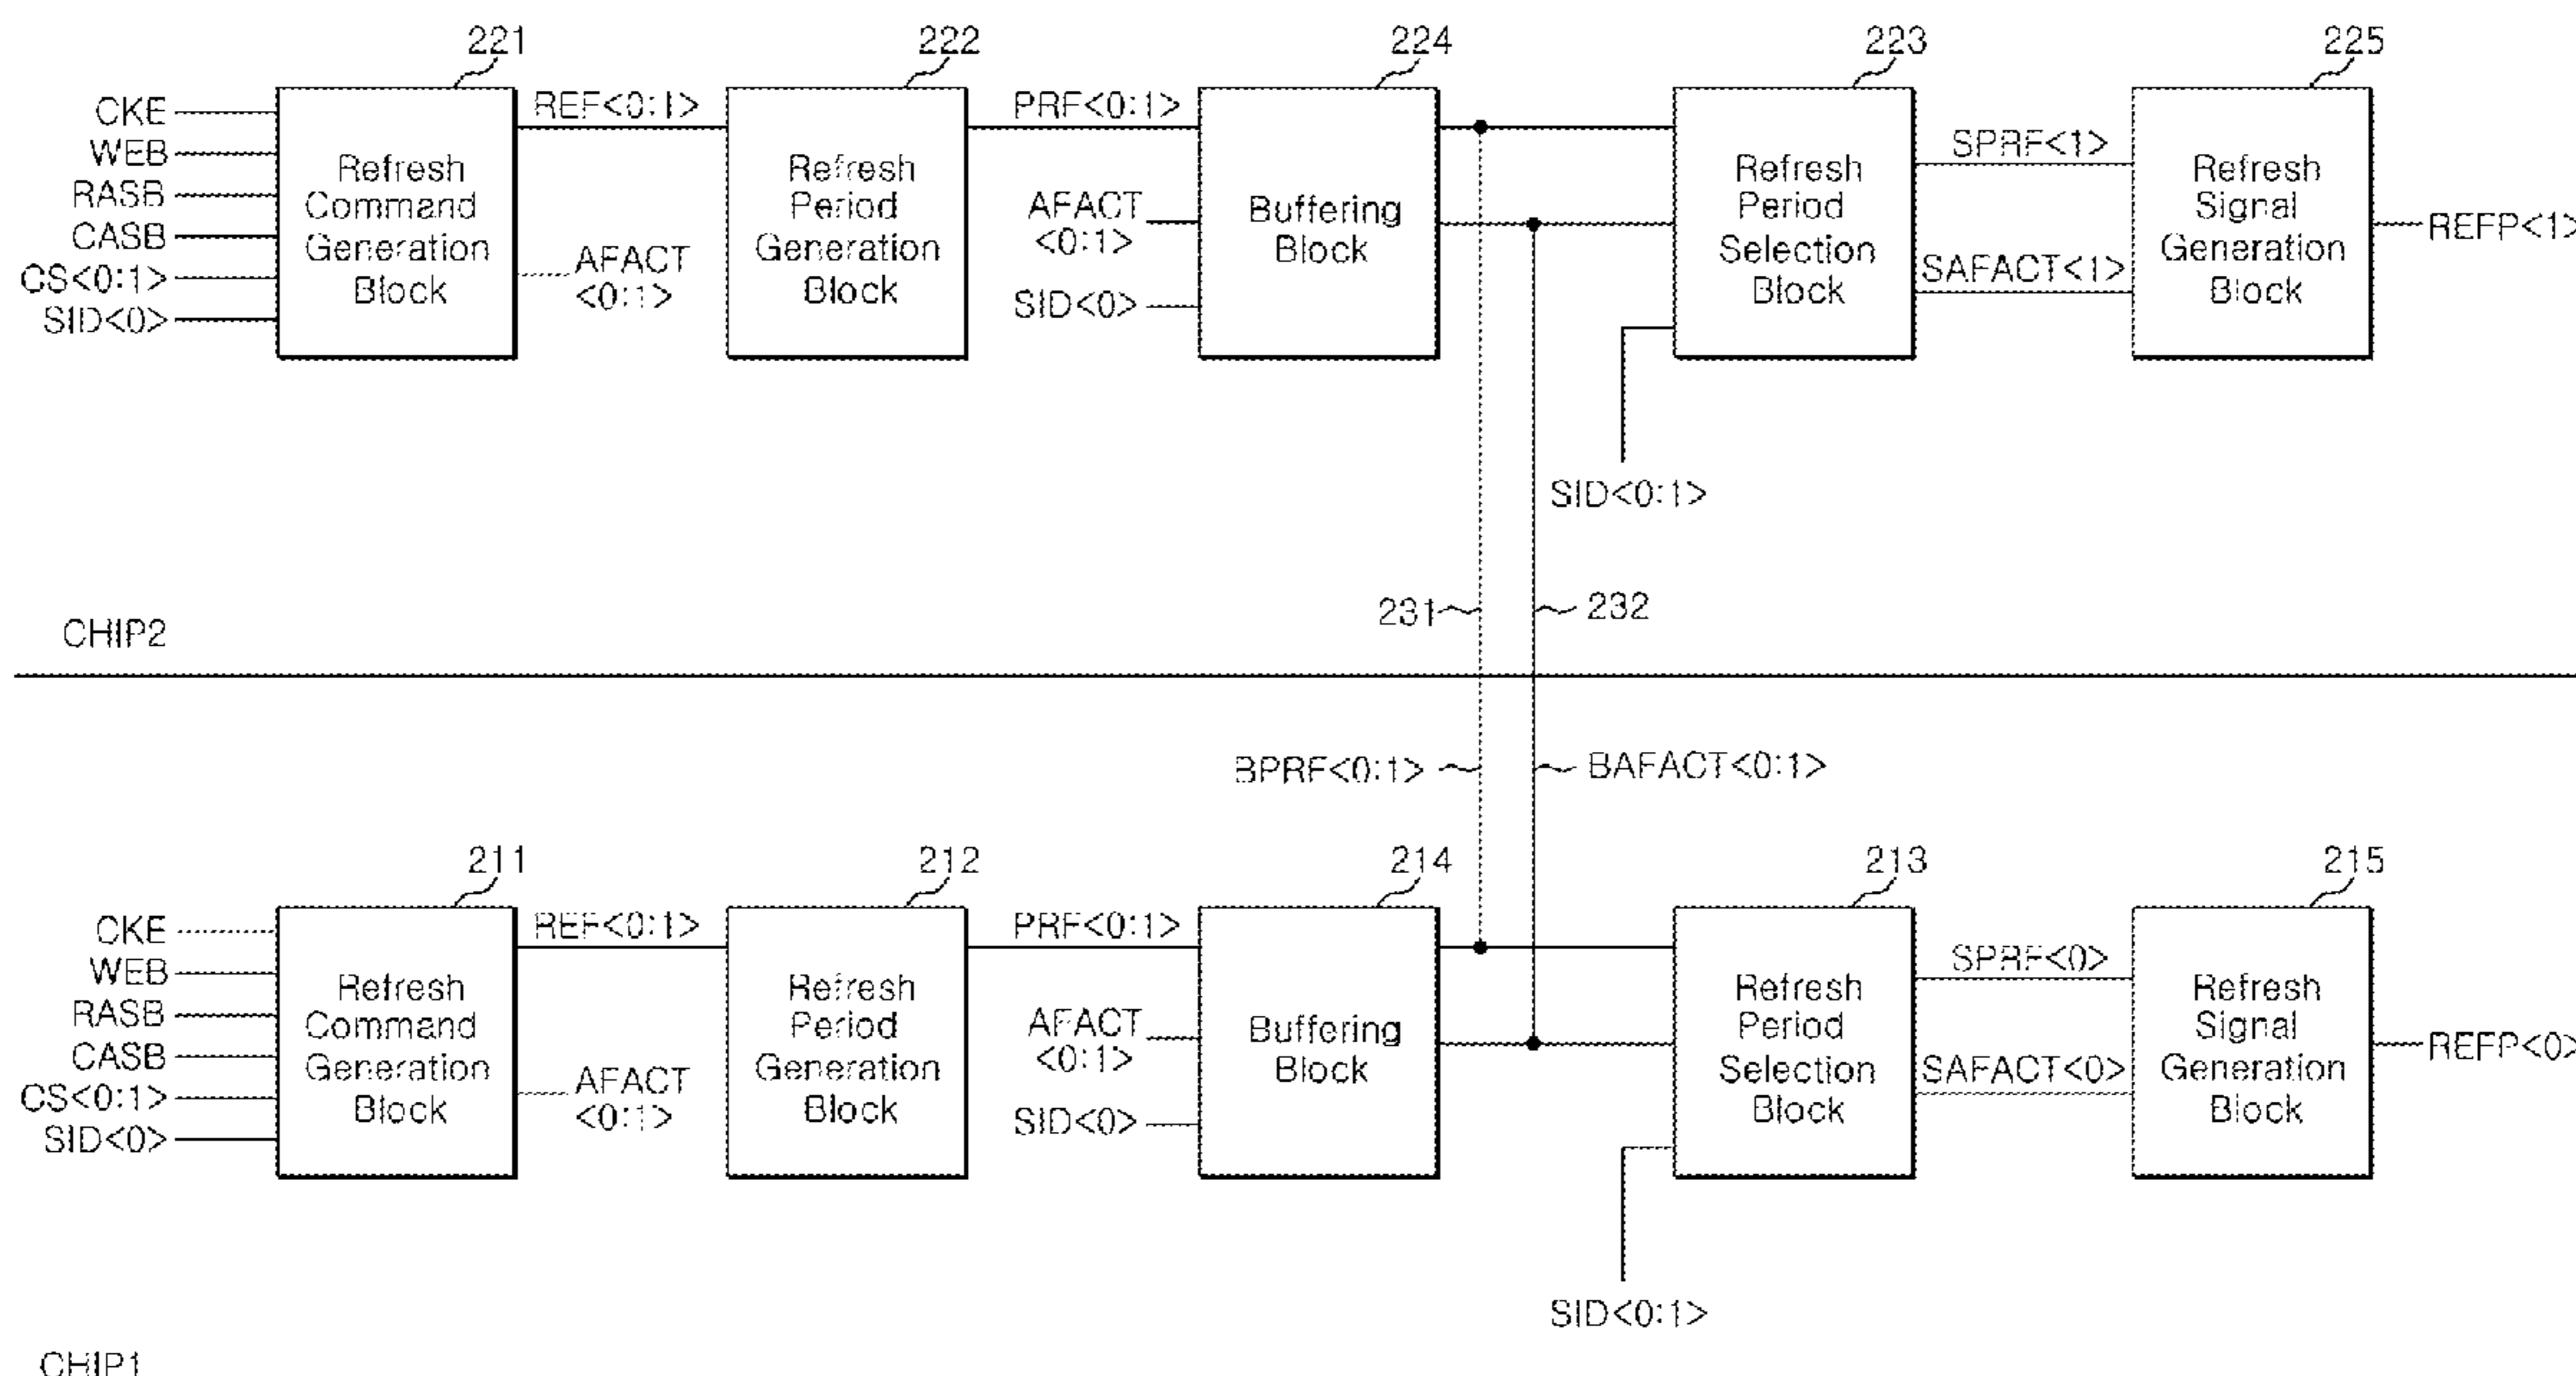 221
222
224
223
225
CKE
WEB
RASB
CASB
CS<0:1>
SID<0>
Refresh
Command
Generation
Block
REF<0:1>
AFACT
<0:1>
Refresh
Period
Generation
Block
PRF<0:1>
AFACT
<0:1>
SID<0>
Buffering
Block
Refresh
Period
Selection
Block
SID<0:1>
SPRF<1>
SAFACT<1>
Refresh
Signal
Generation
Block
REFP<1>
231
232
CHIP2
BPRF<0:1>
BAFACT<0:1>
211
212
214
213
215
CKE
WEB
RASB
CASB
CS<0:1>
SID<0>
Refresh
Command
Generation
Block
REF<0:1>
AFACT
<0:1>
Refresh
Period
Generation
Block
PRF<0:1>
AFACT
<0:1>
SID<0>
Buffering
Block
Refresh
Period
Selection
Block
SID<0:1>
SPRF<0>
SAFACT<0>
Refresh
Signal
Generation
Block
REFP<0>
CHIP1